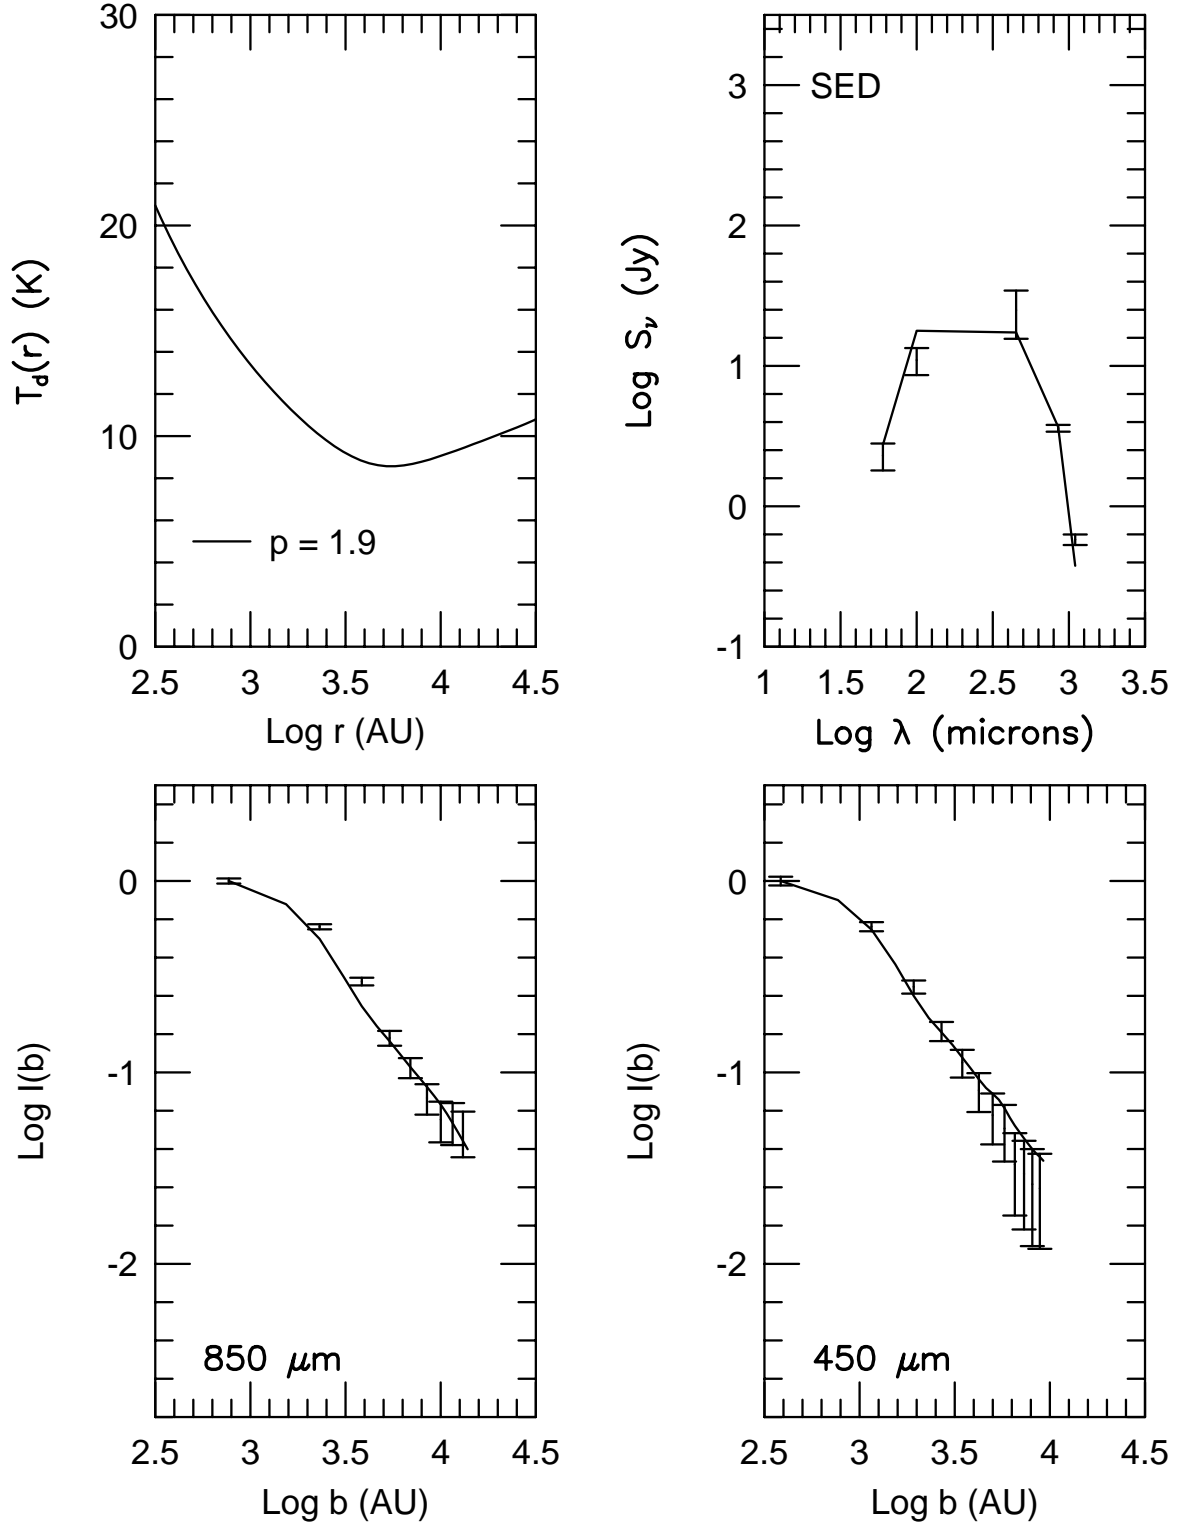 30
20
10
0
T_d(r) (K)
p = 1.9
2.5 3 3.5 4 4.5
Log r (AU)
3
2
1
0
-1
Log S_ν (Jy)
SED
1 1.5 2 2.5 3 3.5
Log λ (microns)
0
-1
-2
Log I(b)
850 μm
2.5 3 3.5 4 4.5
Log b (AU)
0
-1
-2
Log I(b)
450 μm
2.5 3 3.5 4 4.5
Log b (AU)